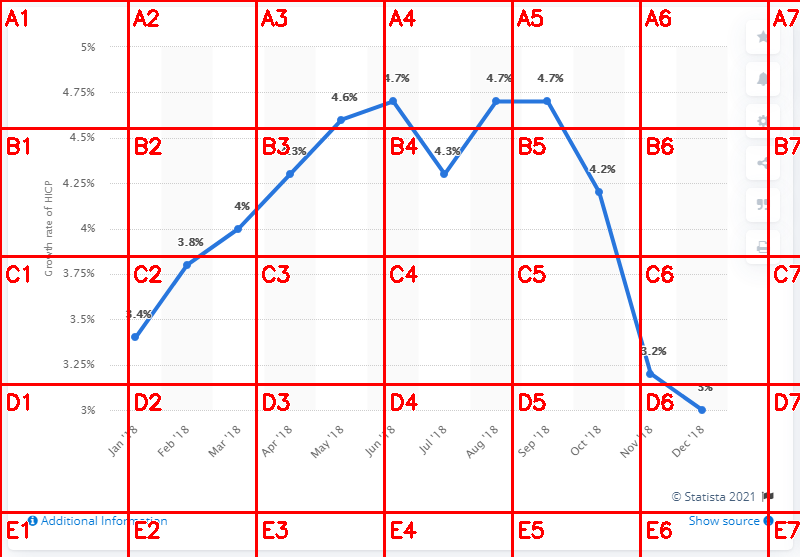 A1 A2 A3 A4 A5 A6 A7
5%
4.7% 4.7% 4.7%
4.75%
4.6%
B1 B2 B3 B4 B5 B6 B7
4.5%
4.3% 4.3%
4.25%
4.2%
4%
4%
3.8%
Growth rate of HICP
C1 C2 C3 C4 C5 C6 C7
3.75%
3.4%
3.5%
3.2%
3.25%
3%
D1 D2 D3 D4 D5 D6 D7
3%
Jan '18 Feb '18 Mar '18 Apr '18 May '18 Jun '18 Jul '18 Aug '18 Sep '18 Oct '18 Nov '18 Dec '18
© Statista 2021
Additional Information
Show source
E1 E2 E3 E4 E5 E6 E7